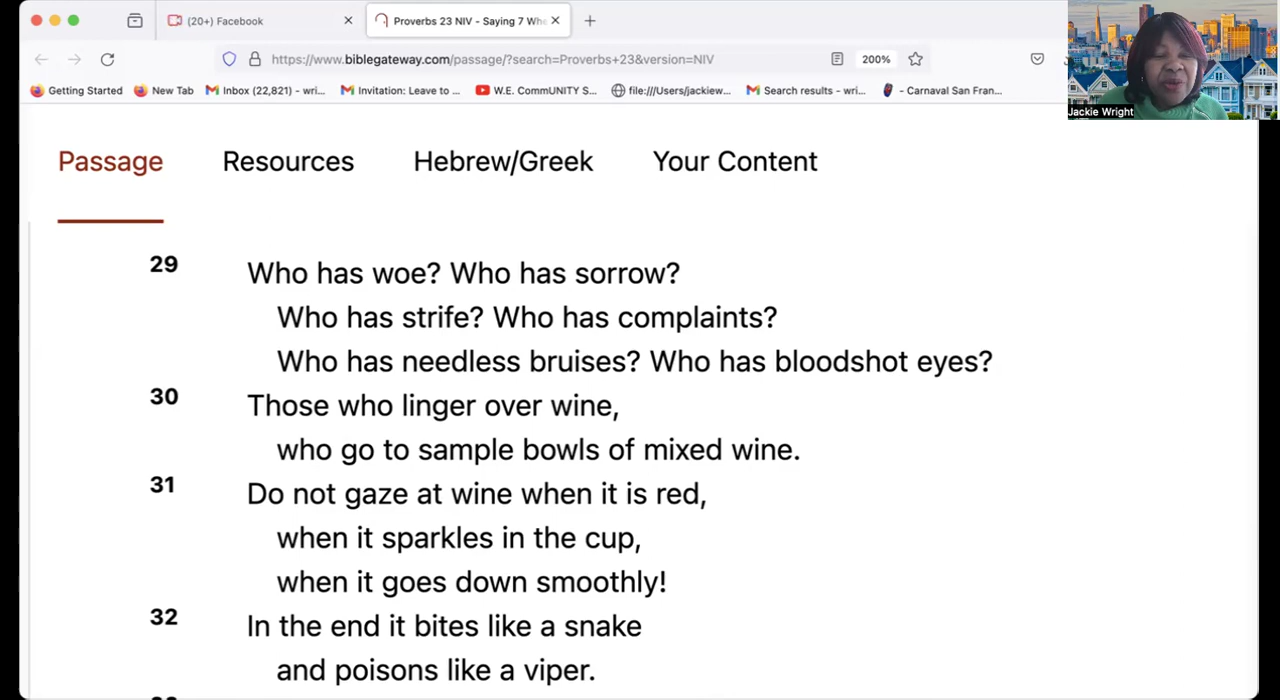 (20+) Facebook
Proverbs 23 NIV - Saying 7 Whe
https://www.biblegateway.com/passage/?search=Proverbs+23&version=NIV
200%
Getting Started
New Tab
Inbox (22,821) - wri...
Invitation: Leave to ...
W.E. CommUNITY S...
file:///Users/jackiew...
Search results - wri...
- Carnaval San Fran...
Jackie Wright
Passage
Resources
Hebrew/Greek
Your Content
29 Who has woe? Who has sorrow?
Who has strife? Who has complaints?
Who has needless bruises? Who has bloodshot eyes?
30 Those who linger over wine,
who go to sample bowls of mixed wine.
31 Do not gaze at wine when it is red,
when it sparkles in the cup,
when it goes down smoothly!
32 In the end it bites like a snake
and poisons like a viper.